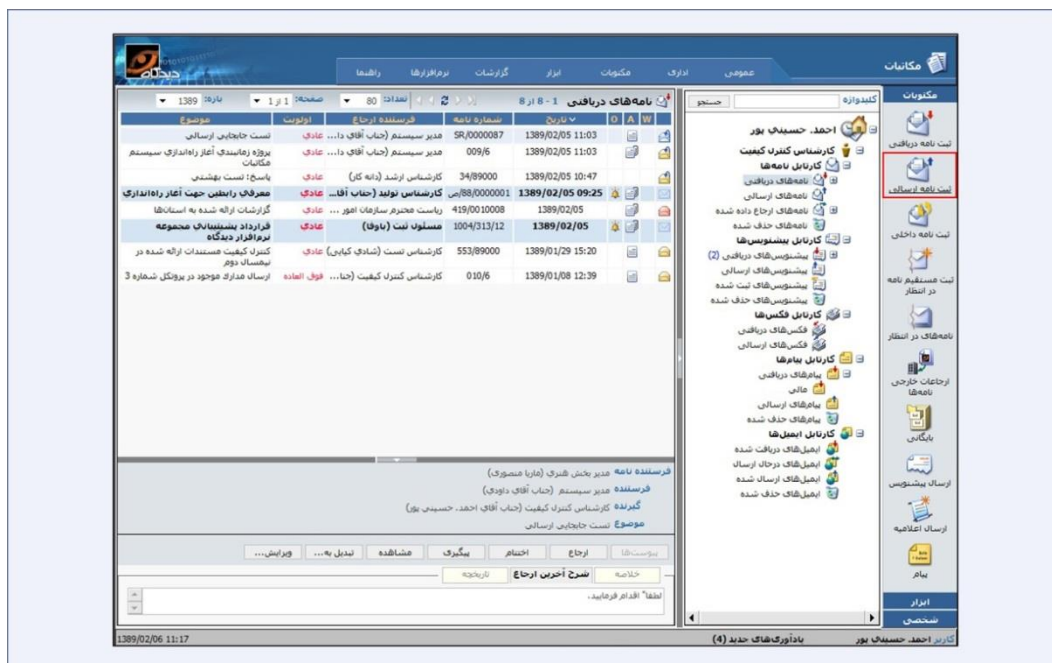 مکاتبات
دیدگاه
عمومی
اداری
مکتوبات
ابزار
گزارشات
نرم‌افزارها
راهنما
مکتوبات
ثبت نامه دریافتی
ثبت نامه ارسالی
ثبت نامه داخلی
ثبت مستقیم نامه در انتظار
نامه‌های در انتظار
ارجاعات خارجی نامه‌ها
بایگانی
ارسال پیشنویس
ارسال اعلامیه
پیام
ابزار
شخصی
کلیدواژه
جستجو
احمد. حسینی پور
کارشناس کنترل کیفیت
کارتابل نامه‌ها
نامه‌های دریافتی
نامه‌های ارسالی
نامه‌های ارجاع داده شده
نامه‌های حذف شده
کارتابل پیشنویس‌ها
پیشنویس‌های دریافتی (2)
پیشنویس‌های ارسالی
پیشنویس‌های ثبت شده
پیشنویس‌های حذف شده
کارتابل فکس‌ها
فکس‌های دریافتی
فکس‌های ارسالی
کارتابل پیام‌ها
پیام‌های دریافتی
مالی
پیام‌های ارسالی
پیام‌های حذف شده
کارتابل ایمیل‌ها
ایمیل‌های دریافت شده
ایمیل‌های درحال ارسال
ایمیل‌های ارسال شده
ایمیل‌های حذف شده
نامه‌های دریافتی 1 - 8 از 8
تعداد: 80
صفحه: 1 از 1
بازه: 1389
W A O تاریخ شماره نامه فرستنده ارجاع اولویت موضوع
1389/02/05 11:03 SR/0000087 مدیر سیستم (جناب آقای دا... عادي تست جابجایی ارسالی
1389/02/05 11:03 009/6 مدیر سیستم (جناب آقای دا... عادي پروژه زمانبندی آغاز راه‌اندازی سیستم
مکاتبات
1389/02/05 10:47 34/89000 کارشناس ارشد (دانه کار) عادي پاسخ: تست بهشتی
1389/02/05 09:25 ص/88/0000001 کارشناس تولید (جناب آقا... عادي معرفی رابطین جهت آغاز راه‌اندازی
1389/02/05 419/0010008 ریاست محترم سازمان امور ... عادي گزارشات ارائه شده به استان‌ها
1389/02/05 1004/313/12 مسئول ثبت (باوفا) عادي قرارداد پشتیبانی مجموعه
نرم‌افزار دیدگاه
1389/01/29 15:20 553/89000 کارشناس تست (شادي کیایی) عادي کنترل کیفیت مستندات ارائه شده در
نیمسال دوم
1389/01/08 12:39 010/6 کارشناس کنترل کیفیت (جنا... فوق العاده ارسال مدارک موجود در پروتکل شماره 3
فرستنده نامه مدیر بخش هنری (ماریا منصوری)
فرستنده مدیر سیستم (جناب آقای داودی)
گیرنده کارشناس کنترل کیفیت (جناب آقای احمد. حسینی پور)
موضوع تست جابجایی ارسالی
پیوست‌ها
ارجاع
اختتام
پیگیری
مشاهده
تبدیل به...
ویرایش...
خلاصه
شرح آخرین ارجاع
تاریخچه
لطفا" اقدام فرمایید.
کاربر احمد. حسینی پور
یادآوری‌های جدید (4)
1389/02/06 11:17